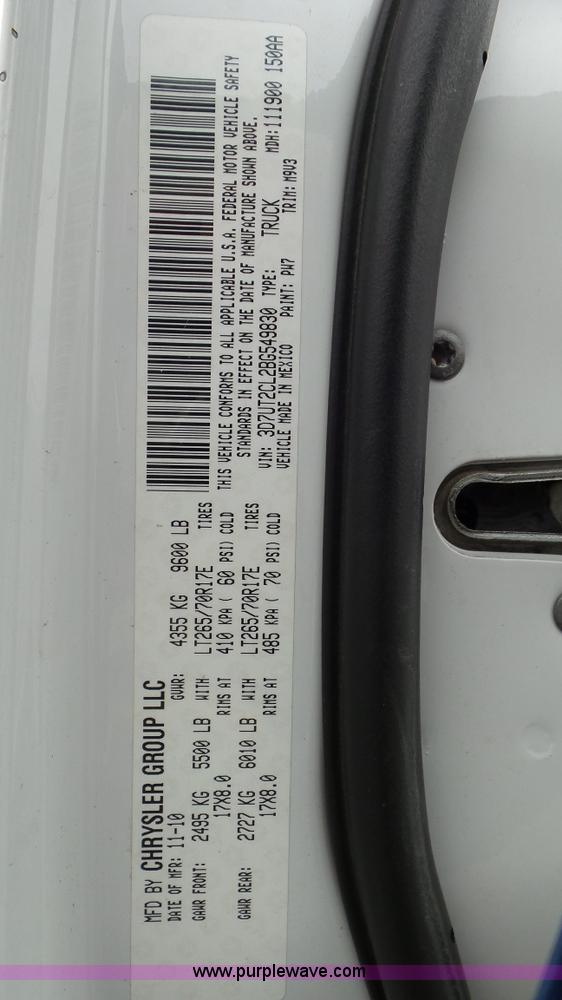 MFD BY CHRYSLER GROUP LLC
DATE OF MFR: 11-10 GVWR: 4355 KG 9600 LB
GAWR FRONT: 2495 KG 5500 LB WITH LT265/70R17E TIRES
17X8.0 RIMS AT 410 KPA ( 60 PSI) COLD
GAWR REAR: 2727 KG 6010 LB WITH LT265/70R17E TIRES
17X8.0 RIMS AT 485 KPA ( 70 PSI) COLD
THIS VEHICLE CONFORMS TO ALL APPLICABLE U.S.A. FEDERAL MOTOR VEHICLE SAFETY
STANDARDS IN EFFECT ON THE DATE OF MANUFACTURE SHOWN ABOVE.
VIN: 3D7UT2CL2BG549830 TYPE: TRUCK MDH: 111900 150AA
VEHICLE MADE IN MEXICO PAINT: PW7 TRIM: M9V3
www.purplewave.com